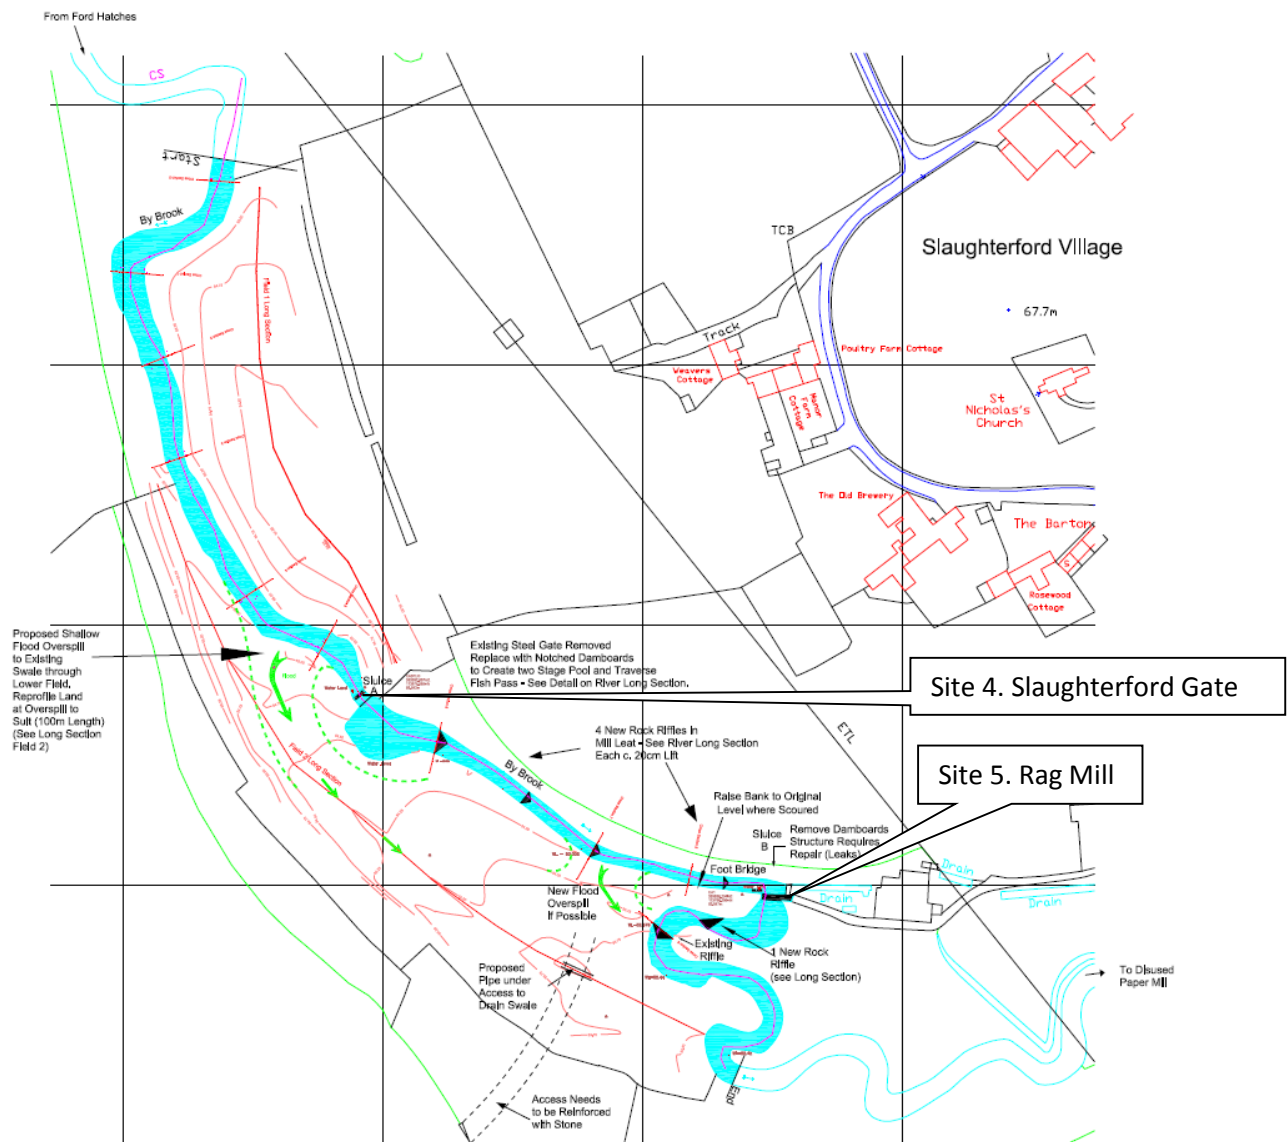 From Ford Hatches
CS
Start
By Brook
Field 1 Long Section
TCB
Slaughterford Village
67.7m
Track
Poultry Farm Cottage
Weavers
Cottage
Manor
Farm
Cottage
St
Nicholas's
Church
The Old Brewery
The Barton
Rosewood
Cottage
Proposed Shallow
Flood Overspill
to Existing
Swale through
Lower Field.
Reprofile Land
at Overspill to
Suit (100m Length)
(See Long Section
Field 2)
Sluice
A
Existing Steel Gate Removed
Replace with Notched Damboards
to Create two Stage Pool and Traverse
Fish Pass - See Detail on River Long Section.
Site 4. Slaughterford Gate
4 New Rock Riffles in
Mill Leat - See River Long Section
Each c. 20cm Lift
ETL
Field 2 Long Section
By Brook
Site 5. Rag Mill
Raise Bank to Original
Level where Scoured
Sluice
B
Remove Damboards
Structure Requires
Repair (Leaks)
Foot Bridge
Drain
Drain
Drain
New Flood
Overspill
If Possible
Existing
Riffle
1 New Rock
Riffle
(see Long Section)
Proposed
Pipe under
Access to
Drain Swale
To Disused
Paper Mill
End
Access Needs
to be Reinforced
with Stone